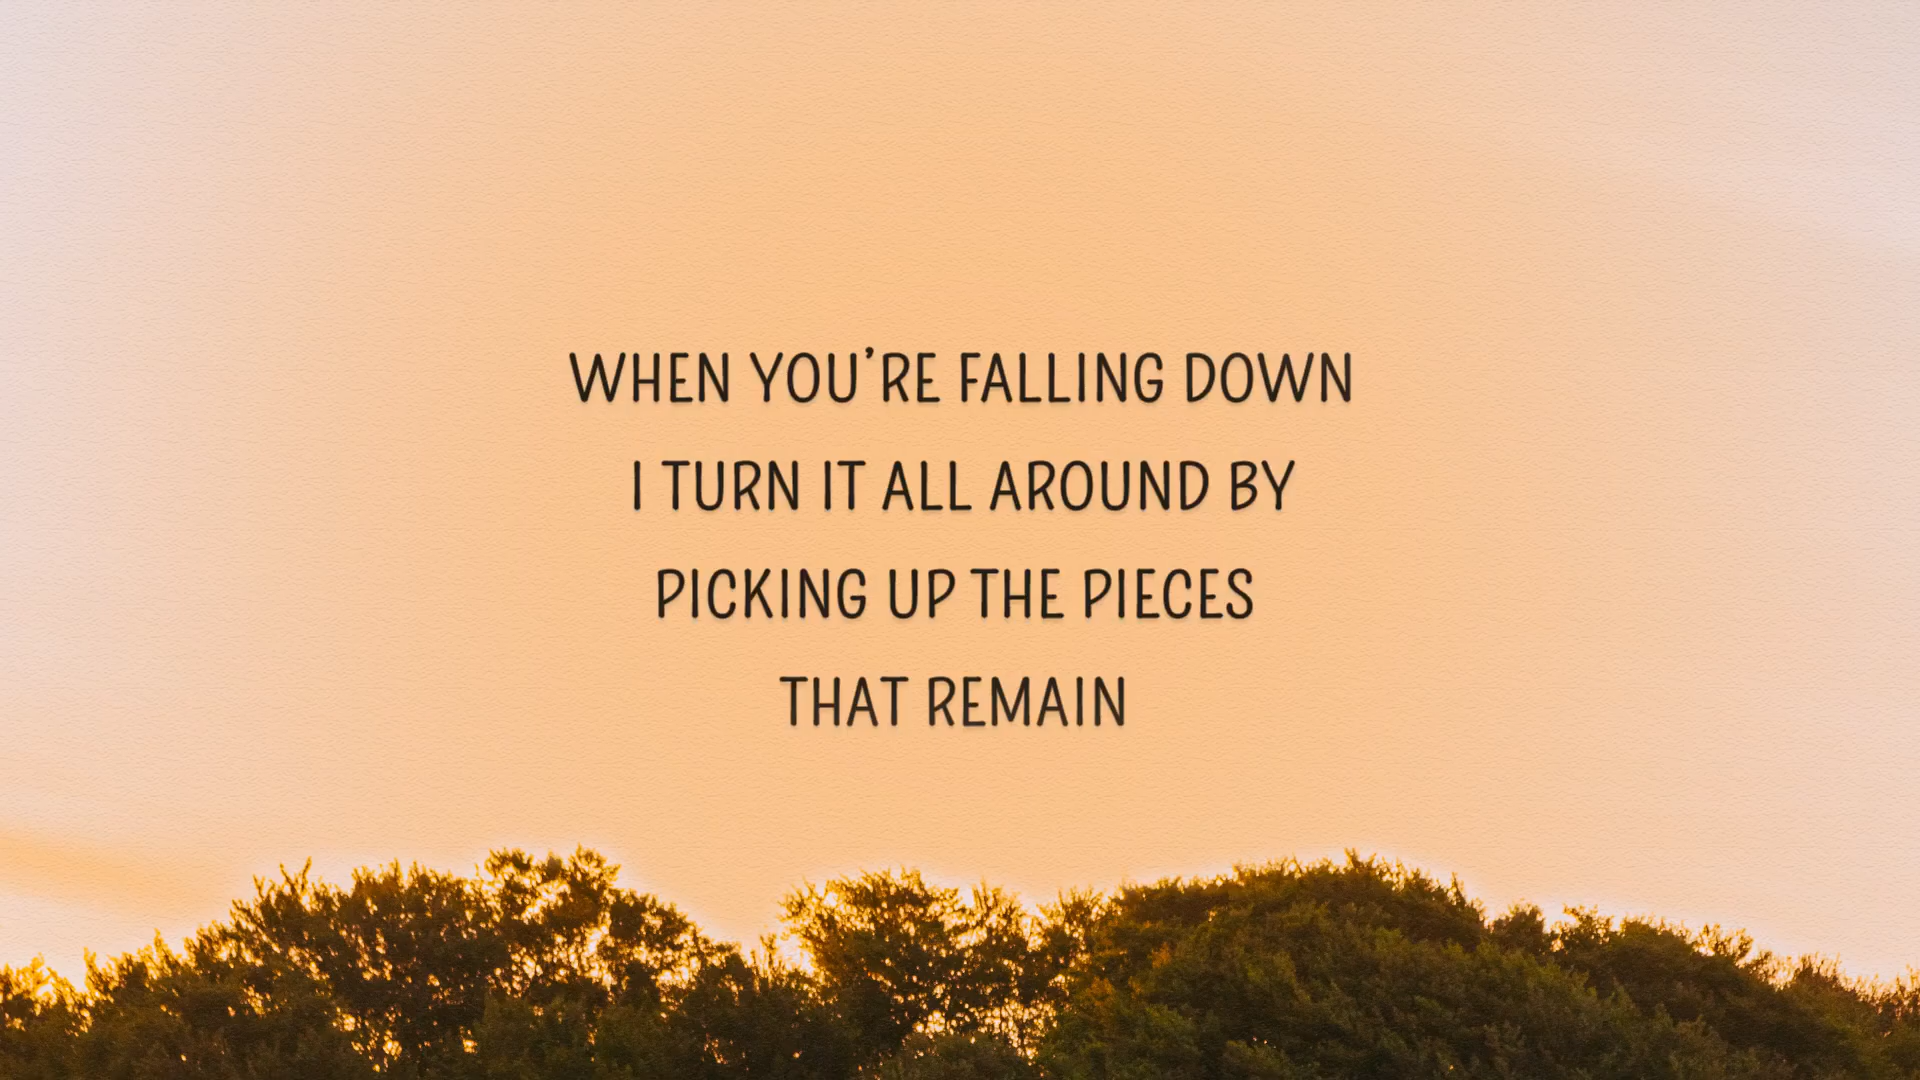 WHEN YOU'RE FALLING DOWN
I TURN IT ALL AROUND BY
PICKING UP THE PIECES
THAT REMAIN